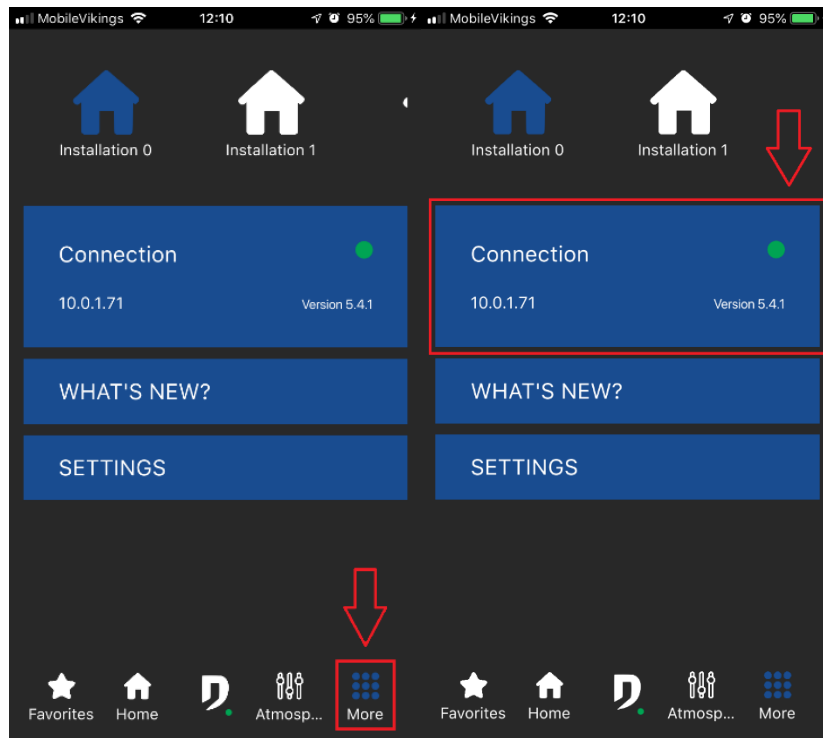 MobileVikings 12:10 95%
Installation 0 Installation 1
Connection
10.0.1.71 Version 5.4.1
WHAT'S NEW?
SETTINGS
Favorites Home Atmosp... More
MobileVikings 12:10 95%
Installation 0 Installation 1
Connection
10.0.1.71 Version 5.4.1
WHAT'S NEW?
SETTINGS
Favorites Home Atmosp... More